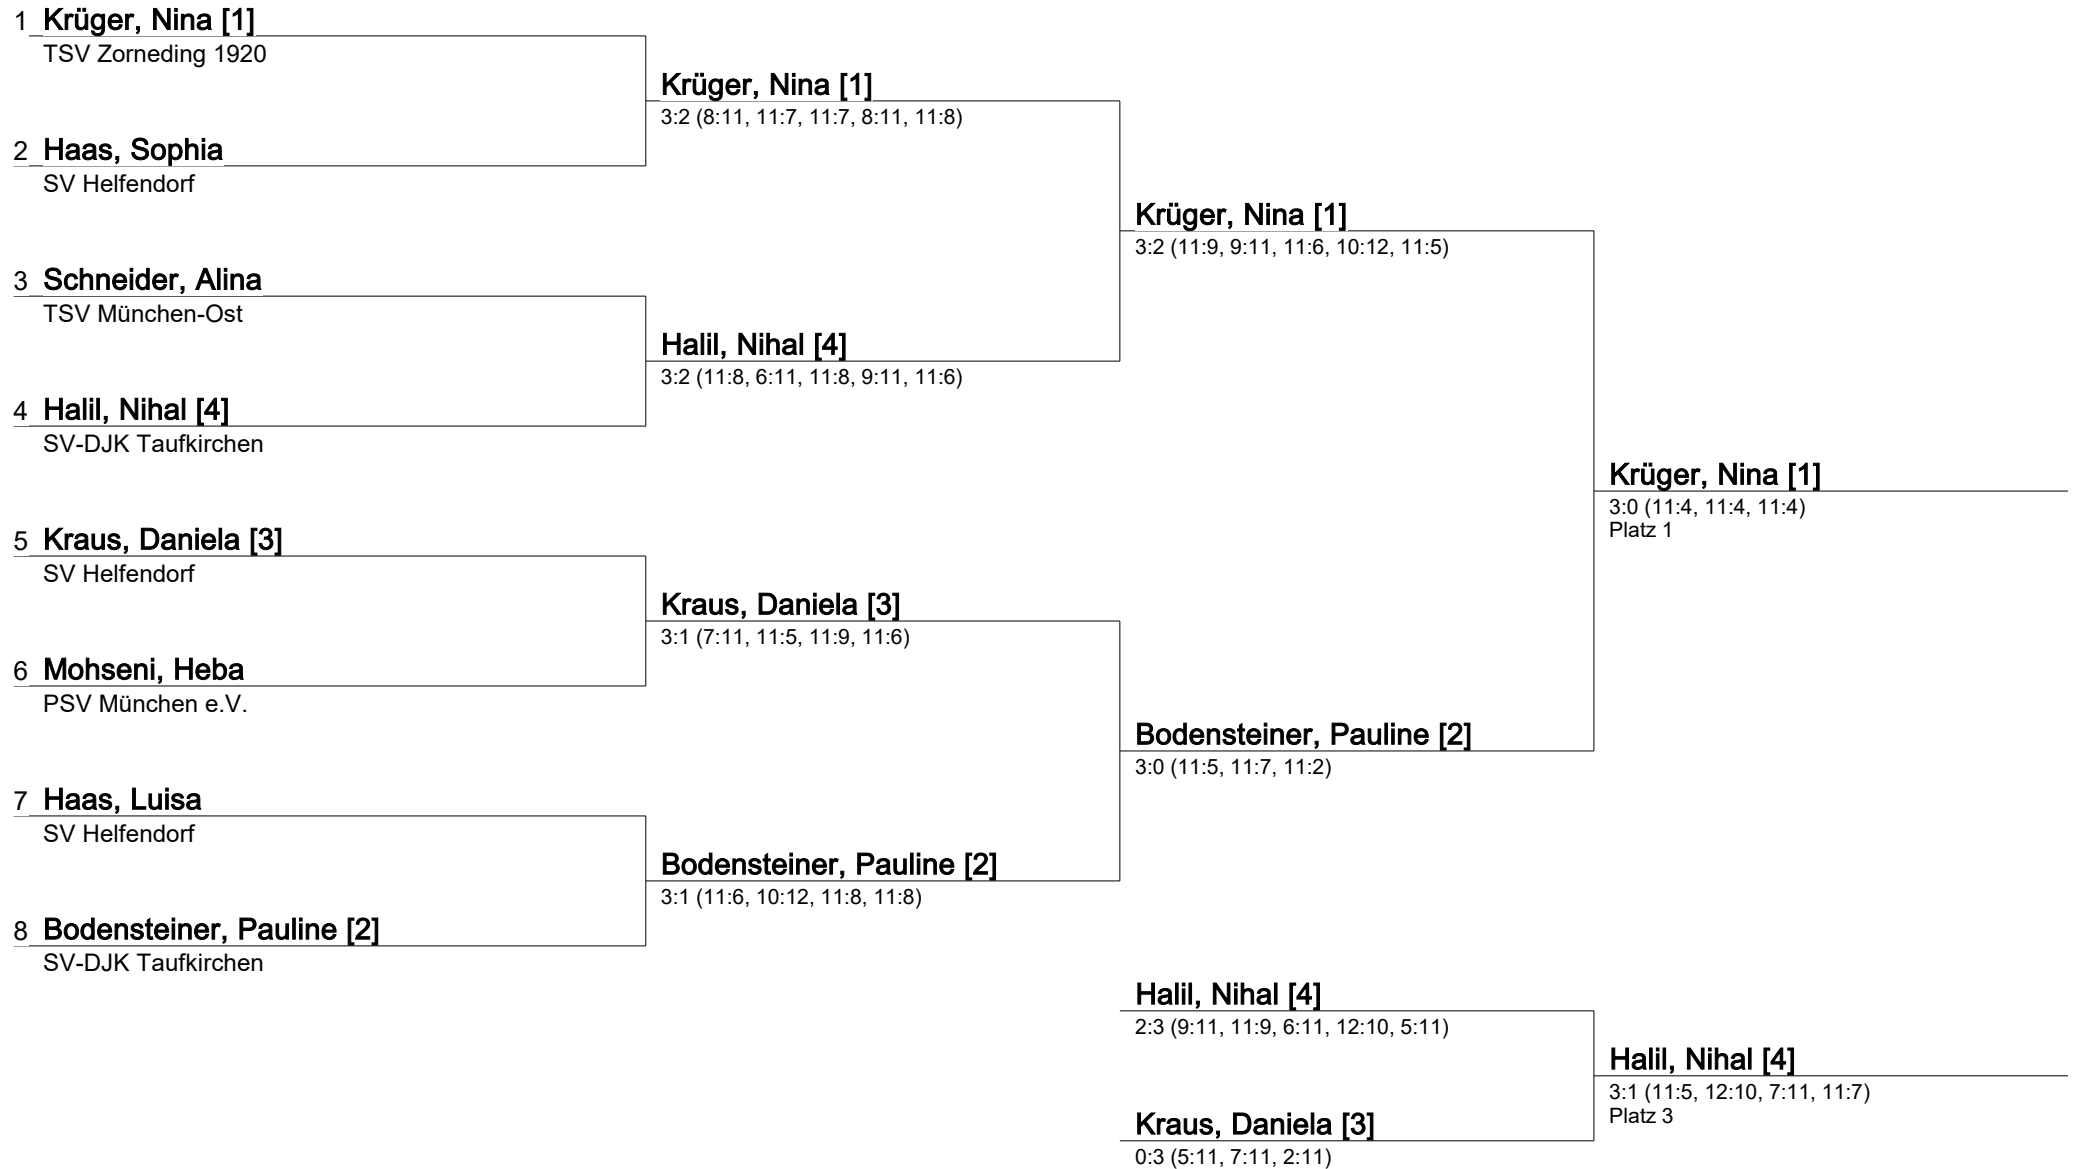 1 Krüger, Nina [1]
TSV Zorneding 1920
Krüger, Nina [1]
3:2 (8:11, 11:7, 11:7, 8:11, 11:8)
2 Haas, Sophia
SV Helfendorf
Krüger, Nina [1]
3:2 (11:9, 9:11, 11:6, 10:12, 11:5)
3 Schneider, Alina
TSV München-Ost
Halil, Nihal [4]
3:2 (11:8, 6:11, 11:8, 9:11, 11:6)
4 Halil, Nihal [4]
SV-DJK Taufkirchen
Krüger, Nina [1]
3:0 (11:4, 11:4, 11:4)
Platz 1
5 Kraus, Daniela [3]
SV Helfendorf
Kraus, Daniela [3]
3:1 (7:11, 11:5, 11:9, 11:6)
6 Mohseni, Heba
PSV München e.V.
Bodensteiner, Pauline [2]
3:0 (11:5, 11:7, 11:2)
7 Haas, Luisa
SV Helfendorf
Bodensteiner, Pauline [2]
3:1 (11:6, 10:12, 11:8, 11:8)
8 Bodensteiner, Pauline [2]
SV-DJK Taufkirchen
Halil, Nihal [4]
2:3 (9:11, 11:9, 6:11, 12:10, 5:11)
Halil, Nihal [4]
3:1 (11:5, 12:10, 7:11, 11:7)
Platz 3
Kraus, Daniela [3]
0:3 (5:11, 7:11, 2:11)